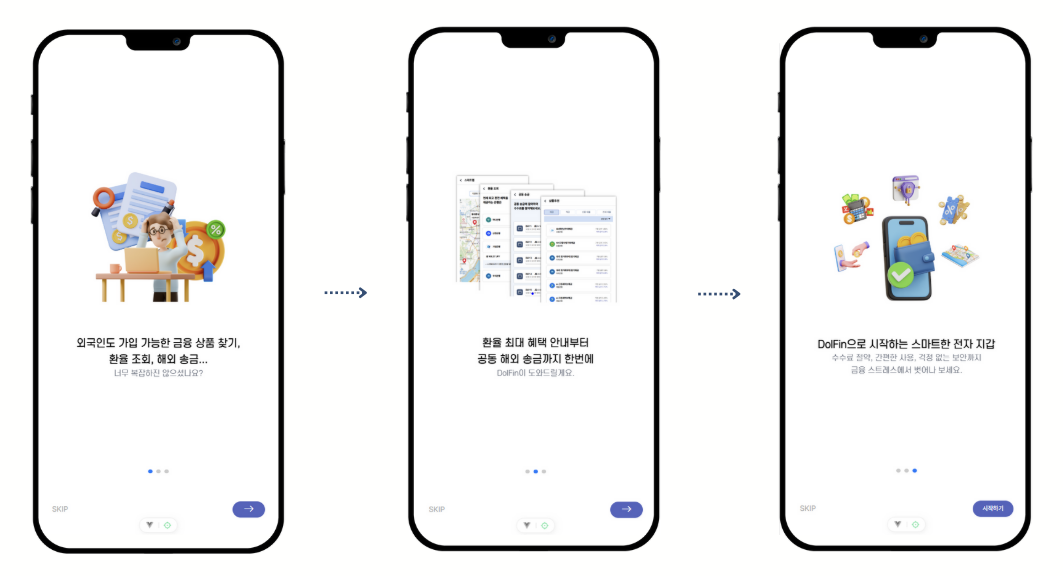 외국인도 가입 가능한 금융 상품 찾기,
환율 조회, 해외 송금...
너무 복잡하진 않으셨나요?
SKIP
환율 최대 혜택 안내부터
공동 해외 송금까지 한번에
DolFin이 도와드릴게요.
SKIP
DolFin으로 시작하는 스마트한 전자 지갑
수수료 절약, 간편한 사용, 걱정 없는 보안까지
금융 스트레스에서 벗어나 보세요.
SKIP
시작하기